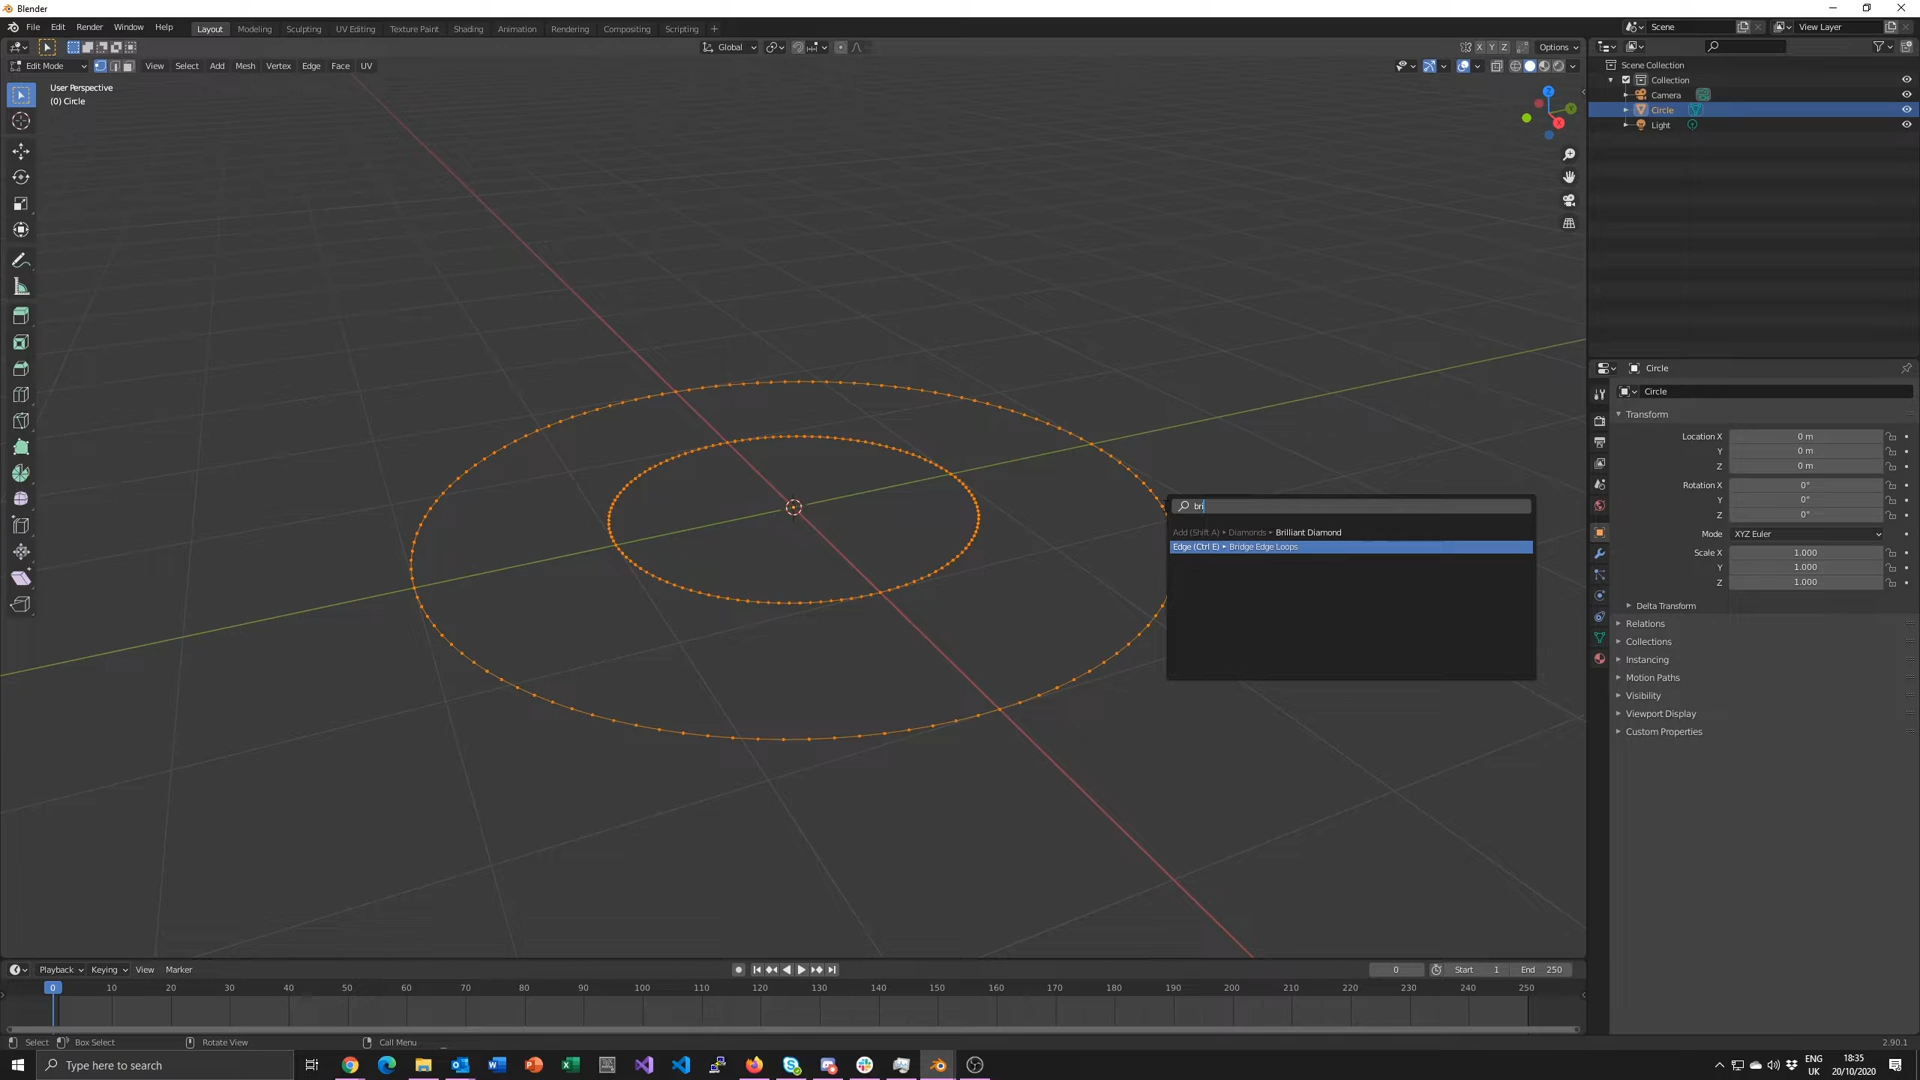 Blender
File Edit Render Window Help Layout Modeling Sculpting UV Editing Texture Paint Shading Animation Rendering Compositing Scripting + Scene View Layer
Global X Y Z Options
Edit Mode View Select Add Mesh Vertex Edge Face UV
User Perspective
(0) Circle
Z
Y
X
Scene Collection
Collection
Camera
Circle
Light
bri
Add (Shift A) ▸ Diamonds ▸ Brilliant Diamond
Edge (Ctrl E) ▸ Bridge Edge Loops
Circle
Circle
Transform
Location X 0 m
Y 0 m
Z 0 m
Rotation X 0°
Y 0°
Z 0°
Mode XYZ Euler
Scale X 1.000
Y 1.000
Z 1.000
Delta Transform
Relations
Collections
Instancing
Motion Paths
Visibility
Viewport Display
Custom Properties
Playback Keying View Marker 0 Start 1 End 250
0 10 20 30 40 50 60 70 80 90 100 110 120 130 140 150 160 170 180 190 200 210 220 230 240 250
Select Box Select Rotate View Call Menu 2.90.1
Type here to search
ENG
UK
18:35
20/10/2020